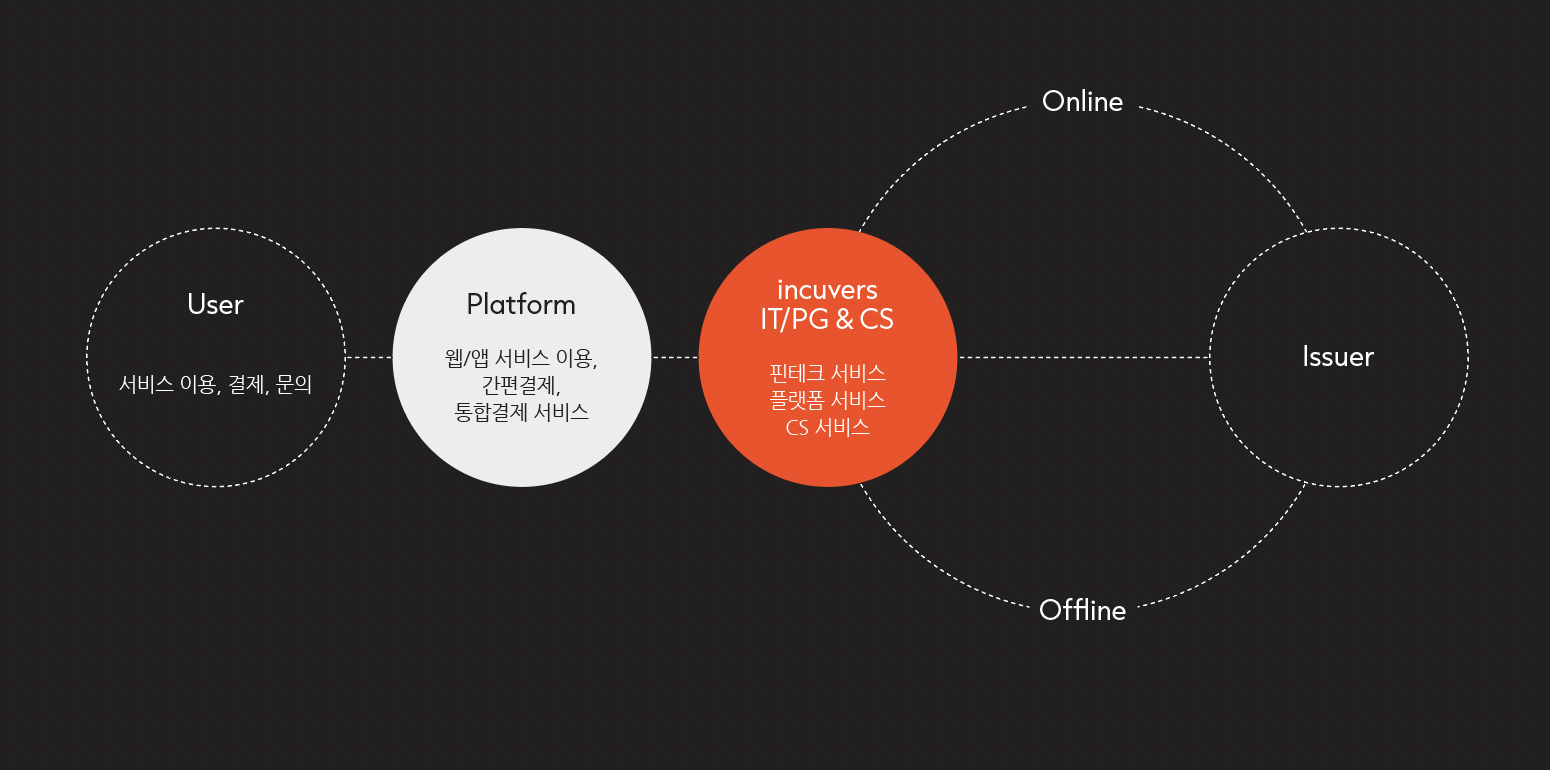 Online
User
서비스 이용, 결제, 문의
Platform
웹/앱 서비스 이용,
간편결제,
통합결제 서비스
incuvers
IT/PG & CS
핀테크 서비스
플랫폼 서비스
CS 서비스
Issuer
Offline